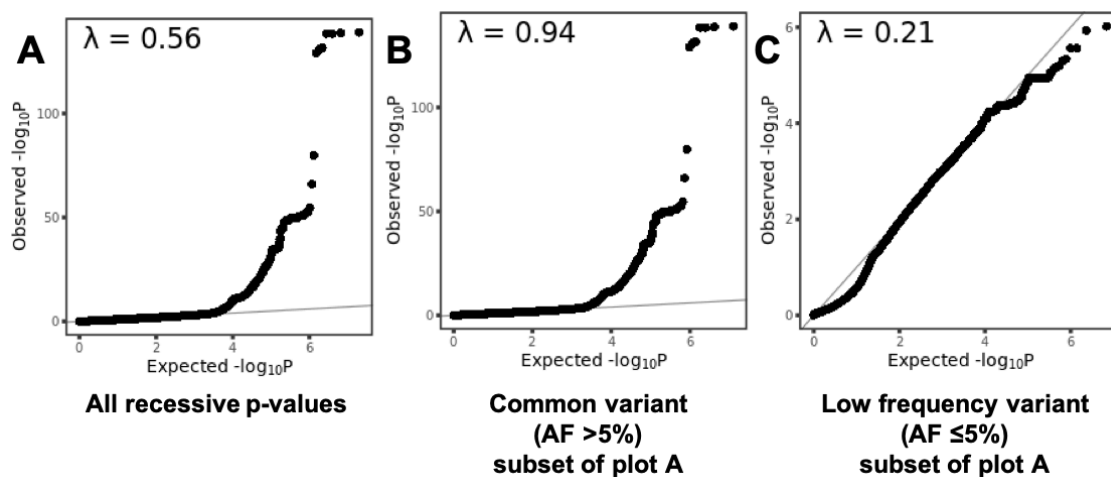 A
λ = 0.56
100
50
0
Observed -log10P
0
2
4
6
Expected -log10P
All recessive p-values
B
λ = 0.94
100
50
0
Observed -log10P
0
2
4
6
Expected -log10P
Common variant
(AF >5%)
subset of plot A
C
λ = 0.21
6
4
2
0
Observed -log10P
0
2
4
6
Expected -log10P
Low frequency variant
(AF ≤5%)
subset of plot A